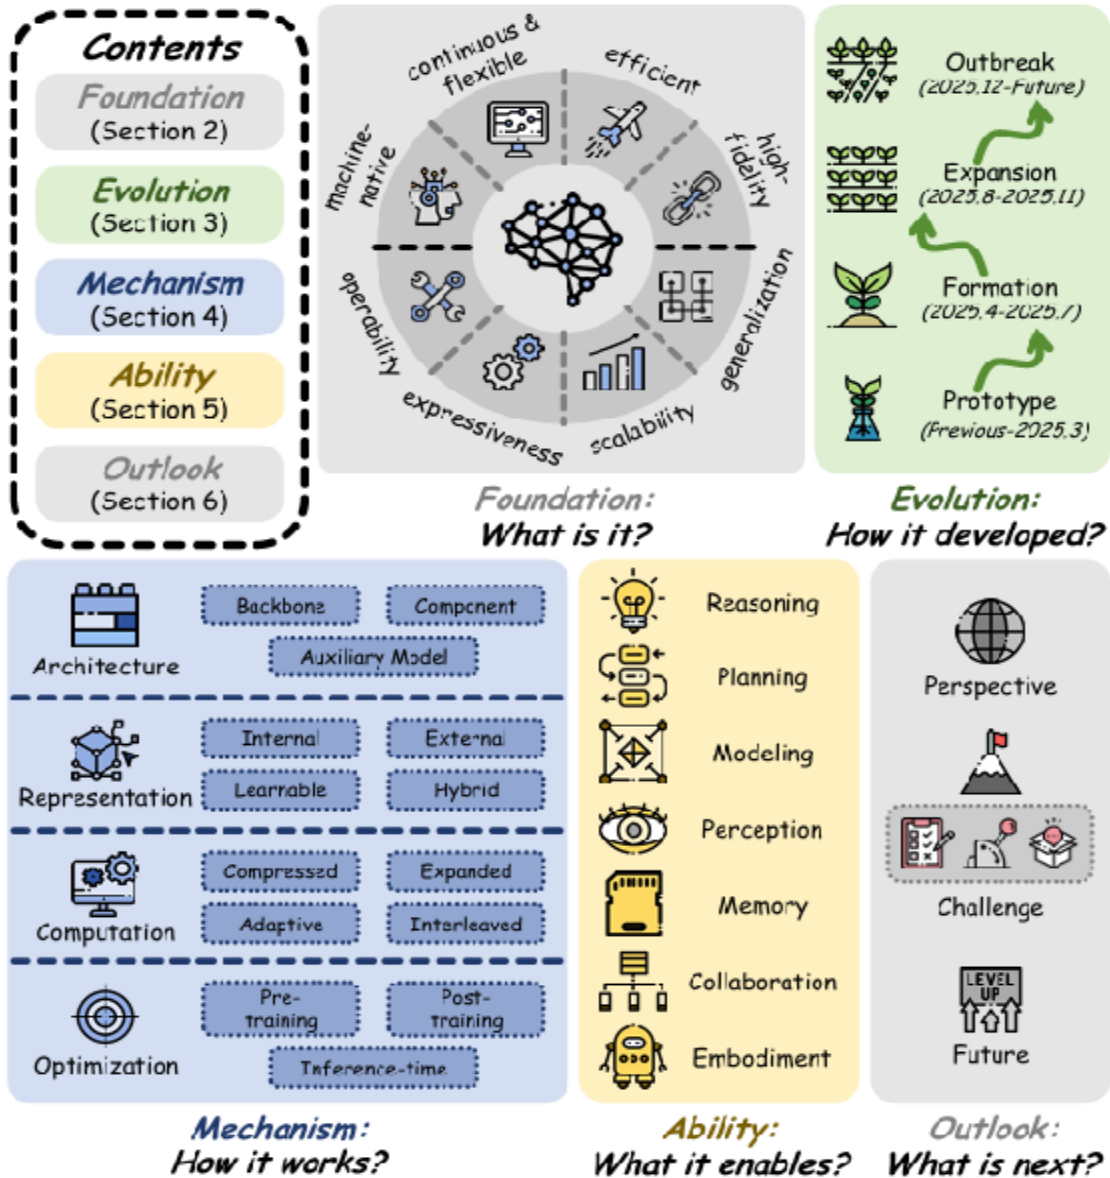 Contents
Foundation
(Section 2)
Evolution
(Section 3)
Mechanism
(Section 4)
Ability
(Section 5)
Outlook
(Section 6)
continuous &
flexible
efficient
high-
fidelity
generalization
scalability
expressiveness
operability
machine-
native
Foundation:
What is it?
Outbreak
(2025.12-Future)
Expansion
(2025.8-2025.11)
Formation
(2025.4-2025.7)
Prototype
(Previous-2025.3)
Evolution:
How it developed?
Architecture
Backbone
Component
Auxiliary Model
Representation
Internal
External
Learnable
Hybrid
Computation
Compressed
Expanded
Adaptive
Interleaved
Optimization
Pre-
training
Post-
training
Inference-time
Mechanism:
How it works?
Reasoning
Planning
Modeling
Perception
Memory
Collaboration
Embodiment
Ability:
What it enables?
Perspective
Challenge
LEVEL
UP
Future
Outlook:
What is next?